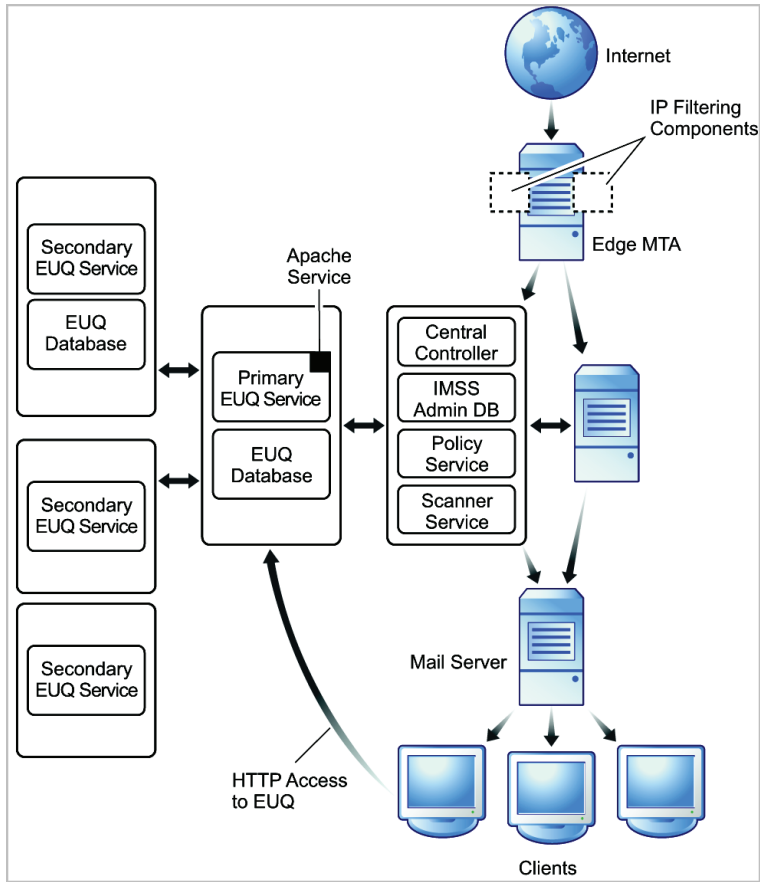 Internet
IP Filtering
Components
Edge MTA
Secondary
EUQ Service
EUQ
Database
Apache
Service
Primary
EUQ Service
EUQ
Database
Central
Controller
IMSS
Admin DB
Policy
Service
Scanner
Service
Secondary
EUQ Service
Secondary
EUQ Service
Mail Server
HTTP Access
to EUQ
Clients